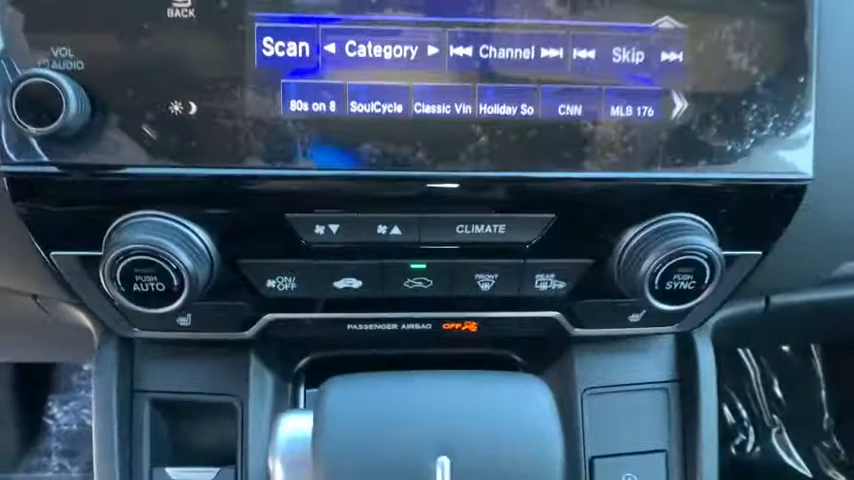 BACK
Scan Category Channel Skip
VOL
AUDIO
80s on 8 SoulCycle Classic Vin Holiday So CNN MLB 176
CLIMATE
PUSH
AUTO
ON/
OFF
FRONT
REAR
PUSH
SYNC
PASSENGER AIRBAG OFF